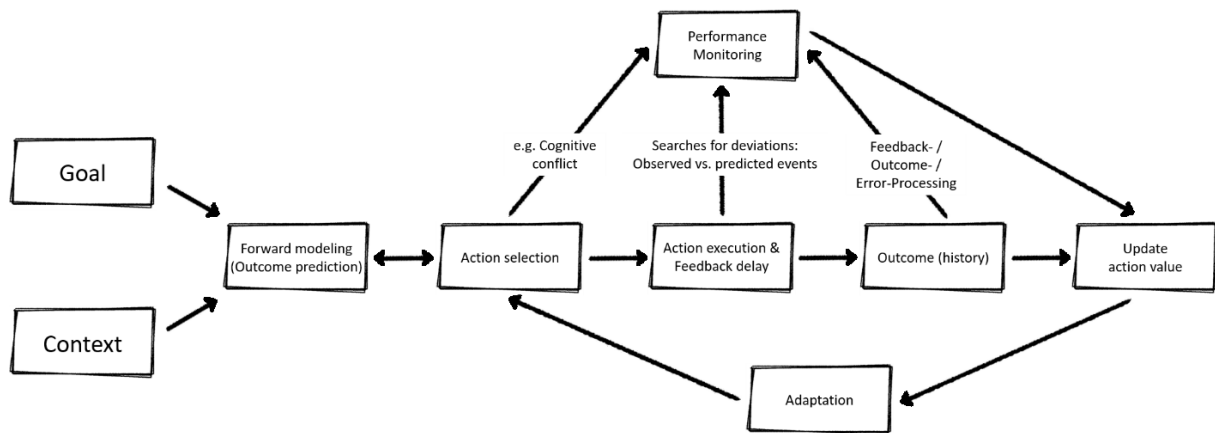 Performance
Monitoring
e.g. Cognitive
conflict
Searches for deviations:
Observed vs. predicted events
Feedback- /
Outcome- /
Error-Processing
Goal
Context
Forward modeling
(Outcome prediction)
Action selection
Action execution &
Feedback delay
Outcome (history)
Update
action value
Adaptation